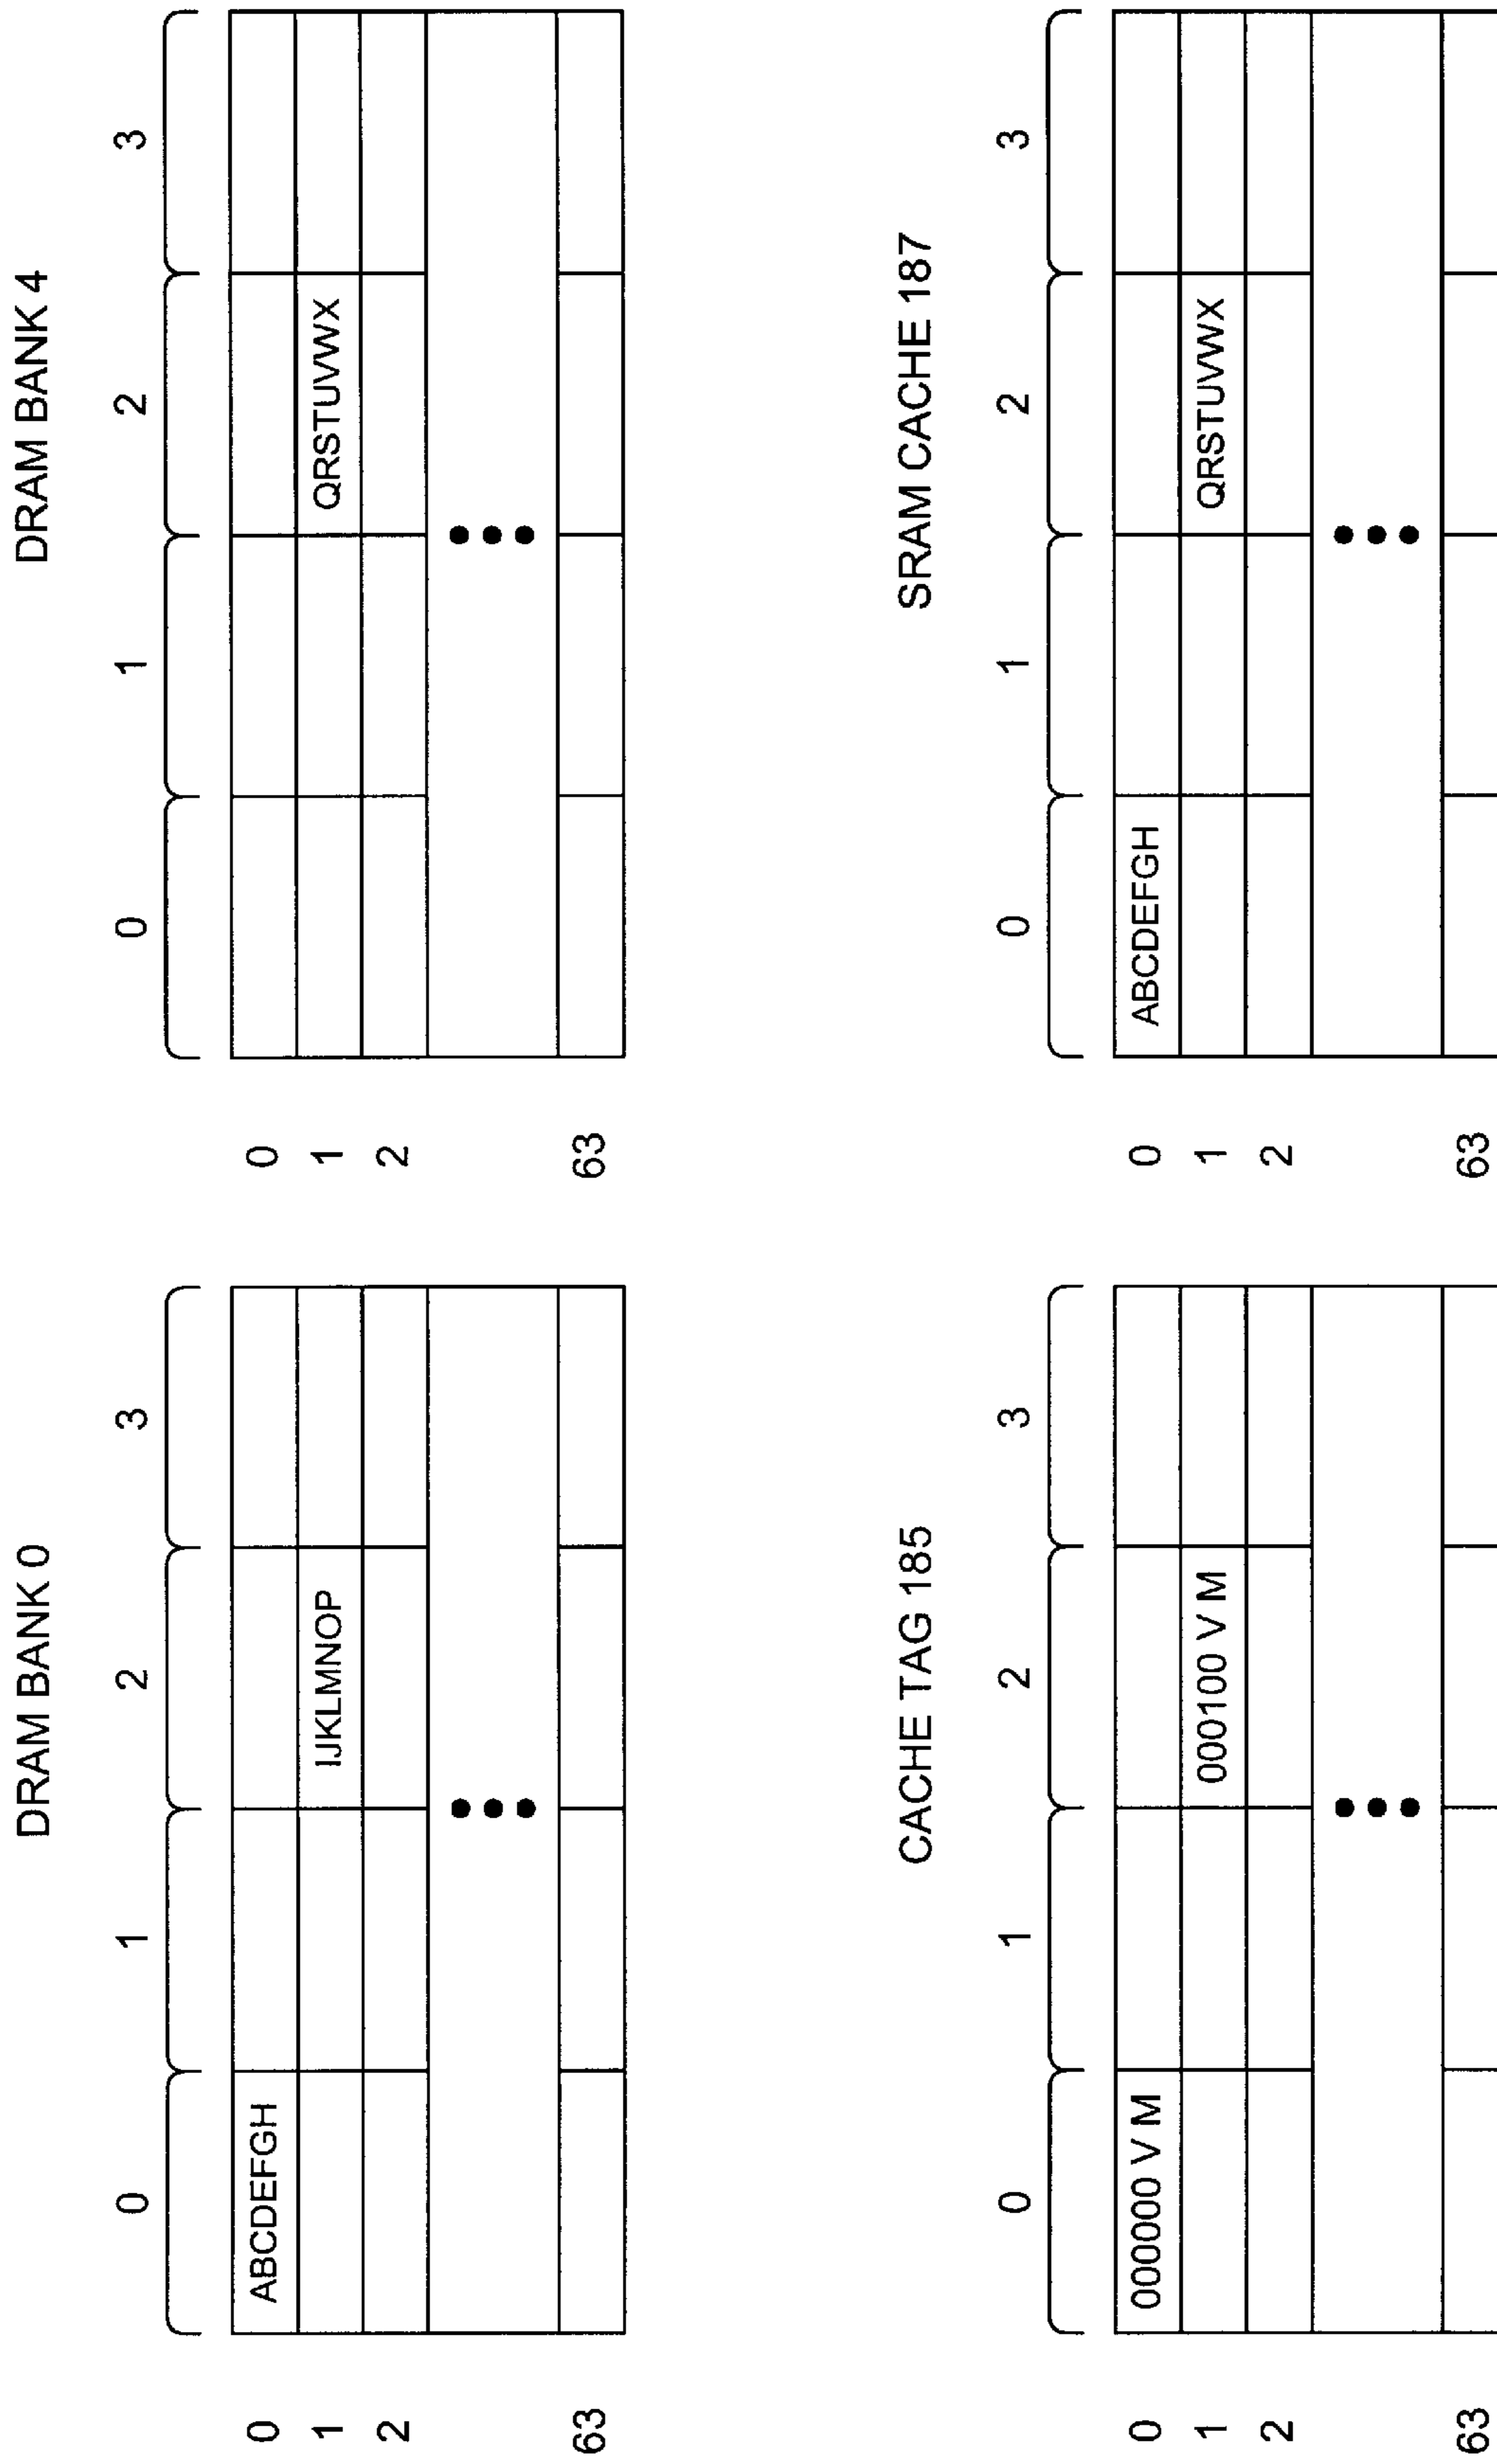 DRAM BANK 0
0 1 2 3
0 ABCDEFGH
1 IJKLMNOP
2
63
DRAM BANK 4
0 1 2 3
0
1 QRSTUVWX
2
63
CACHE TAG 185
0 1 2 3
0 000000 V M
1 000100 V M
2
63
SRAM CACHE 187
0 1 2 3
0 ABCDEFGH
1 QRSTUVWX
2
63